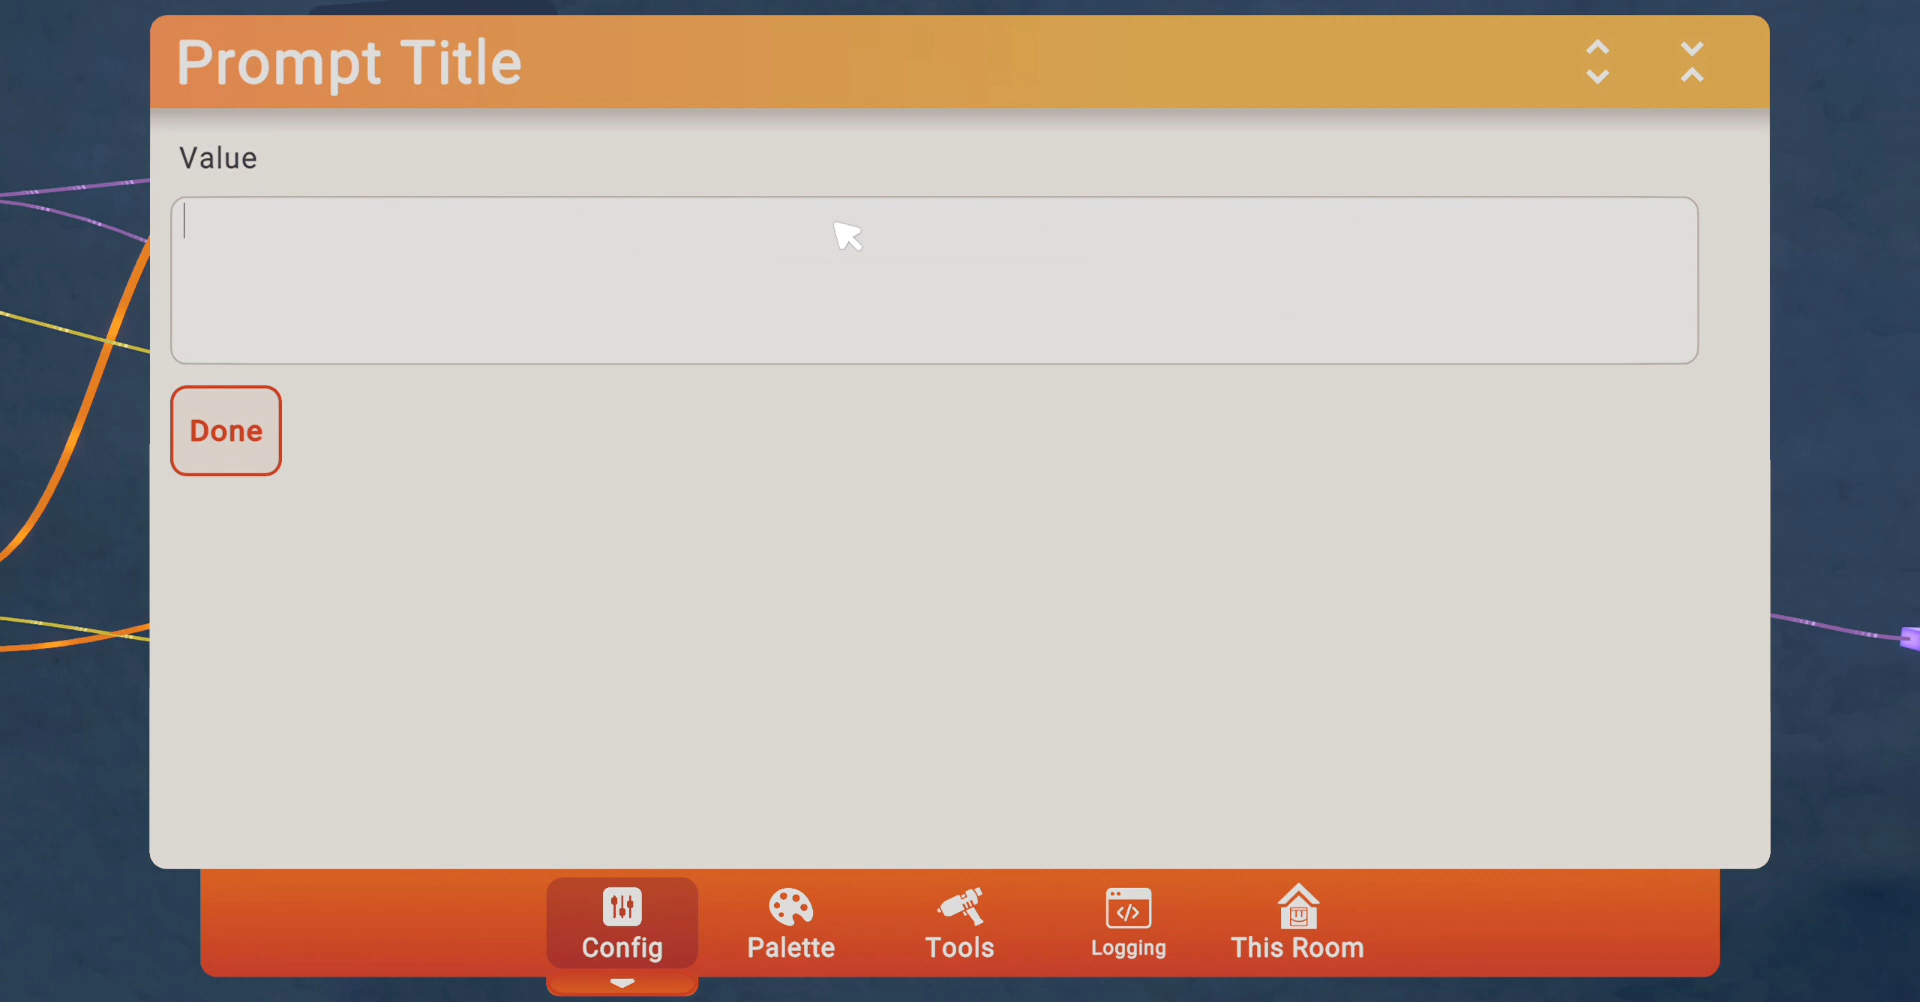 Prompt Title
Value
Done
Config
Palette
Tools
Logging
This Room